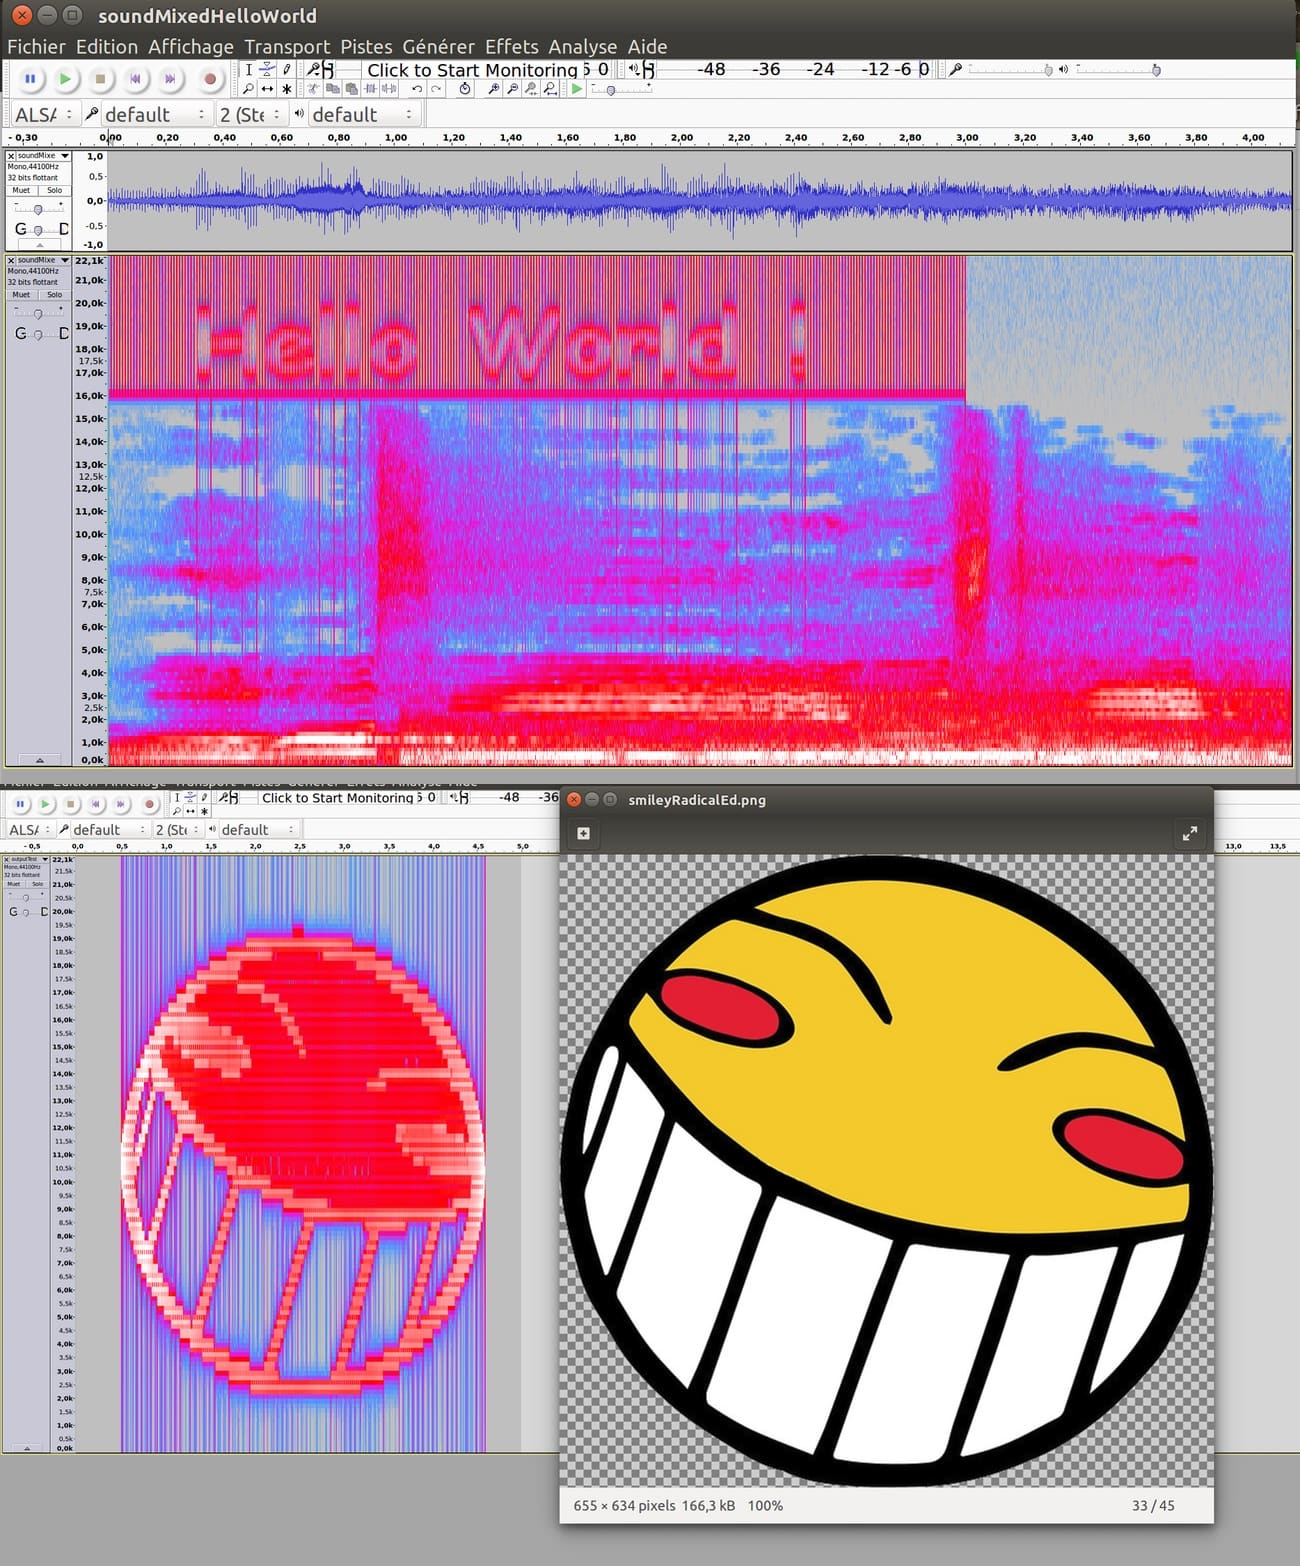 soundMixedHelloWorld
Fichier Edition Affichage Transport Pistes Générer Effets Analyse Aide
Click to Start Monitoring 6 0 -48 -36 -24 -12 -6 0
ALSA default 2 (Ste default
- 0,30 0,00 0,20 0,40 0,60 0,80 1,00 1,20 1,40 1,60 1,80 2,00 2,20 2,40 2,60 2,80 3,00 3,20 3,40 3,60 3,80 4,00
soundMixe 1,0
Mono,44100Hz
32 bits flottant 0,5
Muet Solo
- + 0,0
G D -0,5
-1,0
soundMixe 22,1k
Mono,44100Hz
32 bits flottant 21,0k
Muet Solo
- + 20,0k
G D 19,0k
18,0k
17,5k
17,0k
Hello World !
16,0k
15,0k
14,0k
13,0k
12,5k
12,0k
11,0k
10,0k
9,0k
8,0k
7,5k
7,0k
6,0k
5,0k
4,0k
3,0k
2,5k
2,0k
1,0k
0,0k
Fichier Edition Affichage Transport Pistes Générer Effets Analyse Aide
Click to Start Monitoring 6 0 -48 -36
ALSA default 2 (Ste default
- 0,5 0,0 0,5 1,0 1,5 2,0 2,5 3,0 3,5 4,0 4,5 5,0 13,0 13,5
outputTest 22,1k
Mono,44100Hz
32 bits flottant 21,5k
Muet Solo 21,0k
- + 20,5k
G D 20,0k
19,5k
19,0k
18,5k
18,0k
17,5k
17,0k
16,5k
16,0k
15,5k
15,0k
14,5k
14,0k
13,5k
13,0k
12,5k
12,0k
11,5k
11,0k
10,5k
10,0k
9,5k
9,0k
8,5k
8,0k
7,5k
7,0k
6,5k
6,0k
5,5k
5,0k
4,5k
4,0k
3,5k
3,0k
2,5k
2,0k
1,5k
1,0k
0,5k
0,0k
smileyRadicalEd.png
655 × 634 pixels 166,3 kB 100% 33 / 45